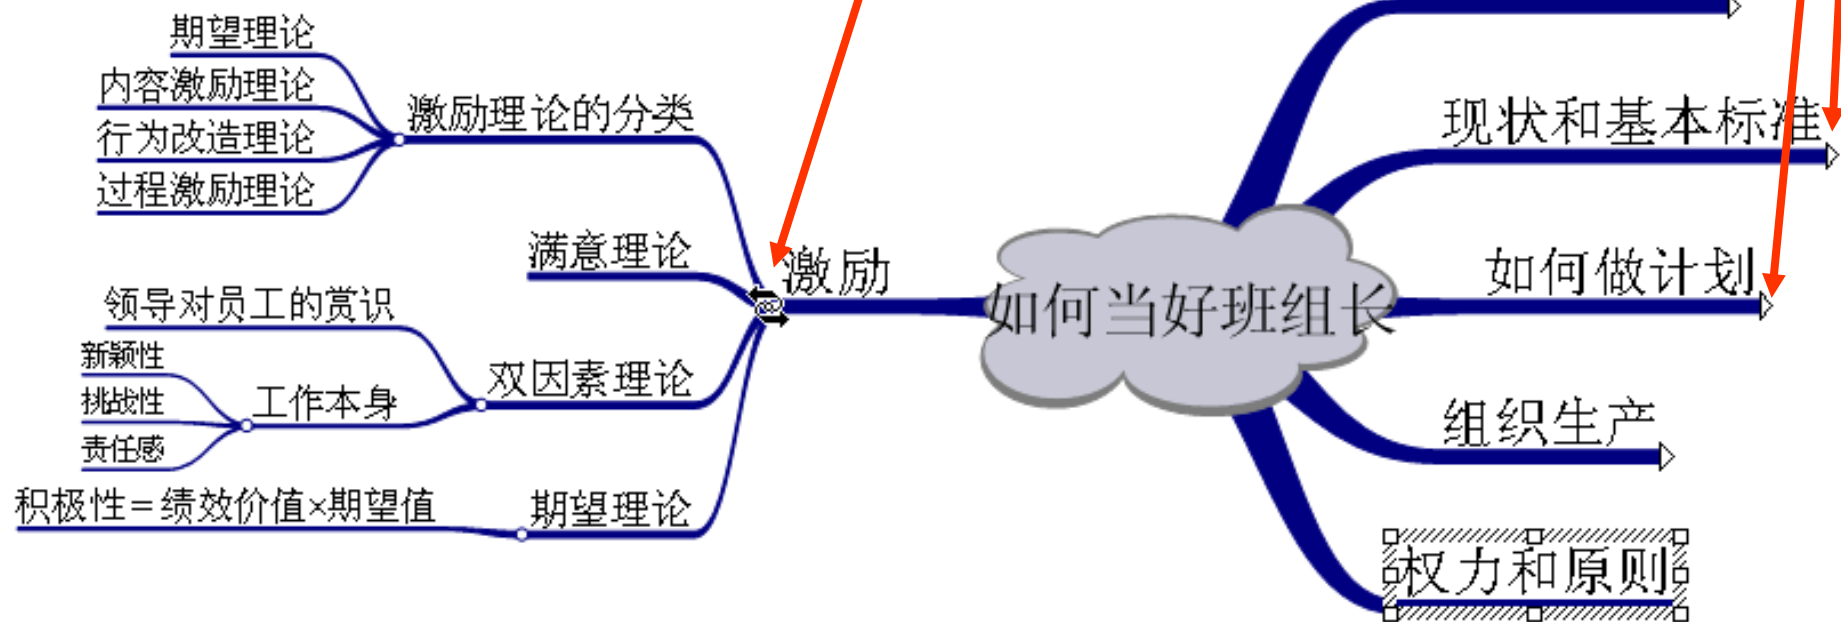 期望理论
内容激励理论
行为改造理论
过程激励理论
激励理论的分类
满意理论
领导对员工的赏识
新颖性
挑战性
责任感
工作本身
双因素理论
积极性=绩效价值×期望值
期望理论
激励
如何当好班组长
现状和基本标准
如何做计划
组织生产
权力和原则